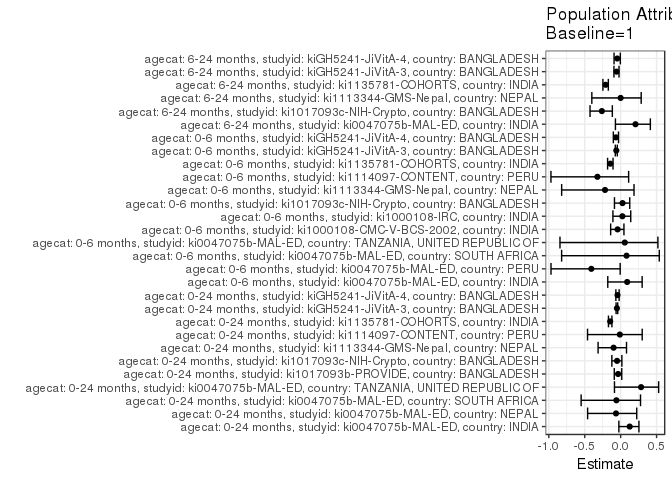 Population Attri
Baseline=1
agecat: 6-24 months, studyid: kiGH5241-JiVitA-4, country: BANGLADESH
agecat: 6-24 months, studyid: kiGH5241-JiVitA-3, country: BANGLADESH
agecat: 6-24 months, studyid: ki1135781-COHORTS, country: INDIA
agecat: 6-24 months, studyid: ki1113344-GMS-Nepal, country: NEPAL
agecat: 6-24 months, studyid: ki1017093c-NIH-Crypto, country: BANGLADESH
agecat: 6-24 months, studyid: ki0047075b-MAL-ED, country: INDIA
agecat: 0-6 months, studyid: kiGH5241-JiVitA-4, country: BANGLADESH
agecat: 0-6 months, studyid: kiGH5241-JiVitA-3, country: BANGLADESH
agecat: 0-6 months, studyid: ki1135781-COHORTS, country: INDIA
agecat: 0-6 months, studyid: ki1114097-CONTENT, country: PERU
agecat: 0-6 months, studyid: ki1113344-GMS-Nepal, country: NEPAL
agecat: 0-6 months, studyid: ki1017093c-NIH-Crypto, country: BANGLADESH
agecat: 0-6 months, studyid: ki1000108-IRC, country: INDIA
agecat: 0-6 months, studyid: ki1000108-CMC-V-BCS-2002, country: INDIA
agecat: 0-6 months, studyid: ki0047075b-MAL-ED, country: TANZANIA, UNITED REPUBLIC OF
agecat: 0-6 months, studyid: ki0047075b-MAL-ED, country: SOUTH AFRICA
agecat: 0-6 months, studyid: ki0047075b-MAL-ED, country: PERU
agecat: 0-6 months, studyid: ki0047075b-MAL-ED, country: INDIA
agecat: 0-24 months, studyid: kiGH5241-JiVitA-4, country: BANGLADESH
agecat: 0-24 months, studyid: kiGH5241-JiVitA-3, country: BANGLADESH
agecat: 0-24 months, studyid: ki1135781-COHORTS, country: INDIA
agecat: 0-24 months, studyid: ki1114097-CONTENT, country: PERU
agecat: 0-24 months, studyid: ki1113344-GMS-Nepal, country: NEPAL
agecat: 0-24 months, studyid: ki1017093c-NIH-Crypto, country: BANGLADESH
agecat: 0-24 months, studyid: ki1017093b-PROVIDE, country: BANGLADESH
agecat: 0-24 months, studyid: ki0047075b-MAL-ED, country: TANZANIA, UNITED REPUBLIC OF
agecat: 0-24 months, studyid: ki0047075b-MAL-ED, country: SOUTH AFRICA
agecat: 0-24 months, studyid: ki0047075b-MAL-ED, country: NEPAL
agecat: 0-24 months, studyid: ki0047075b-MAL-ED, country: INDIA
-1.0 -0.5 0.0 0.5
Estimate